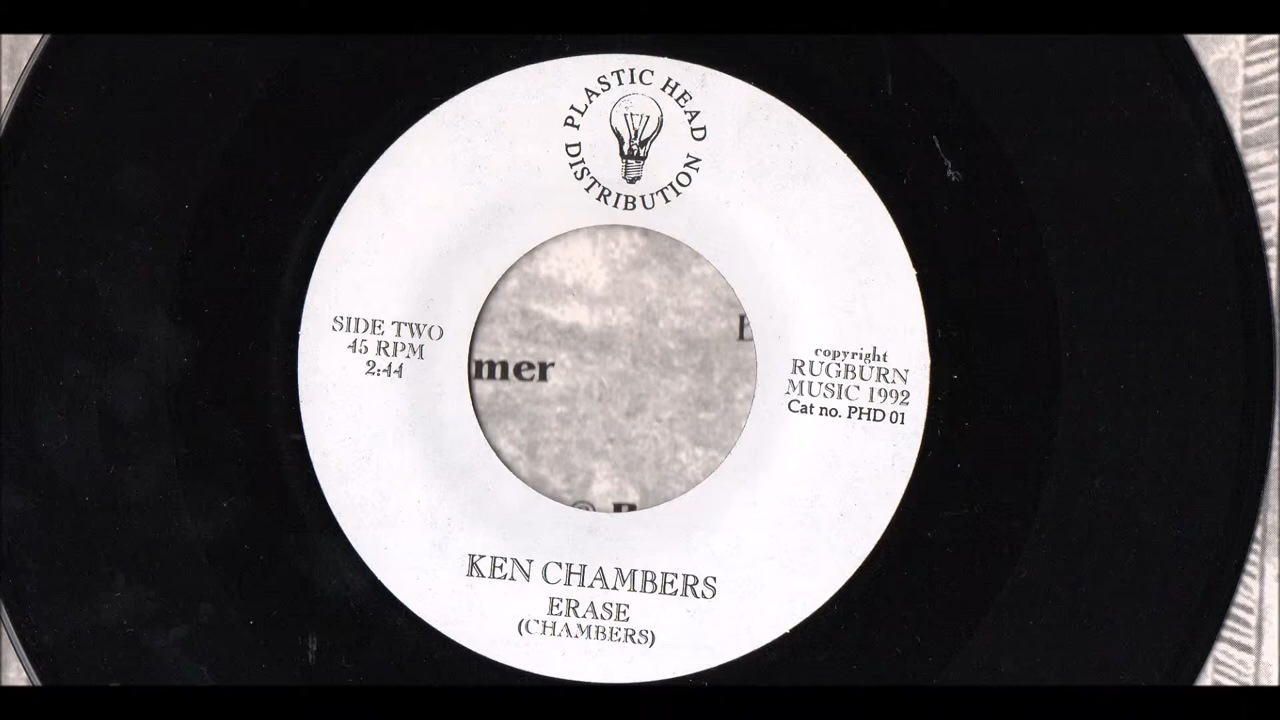 PLASTIC HEAD
DISTRIBUTION
SIDE TWO
45 RPM
2:44
mer
copyright
RUGBURN
MUSIC 1992
Cat no. PHD 01
KEN CHAMBERS
ERASE
(CHAMBERS)